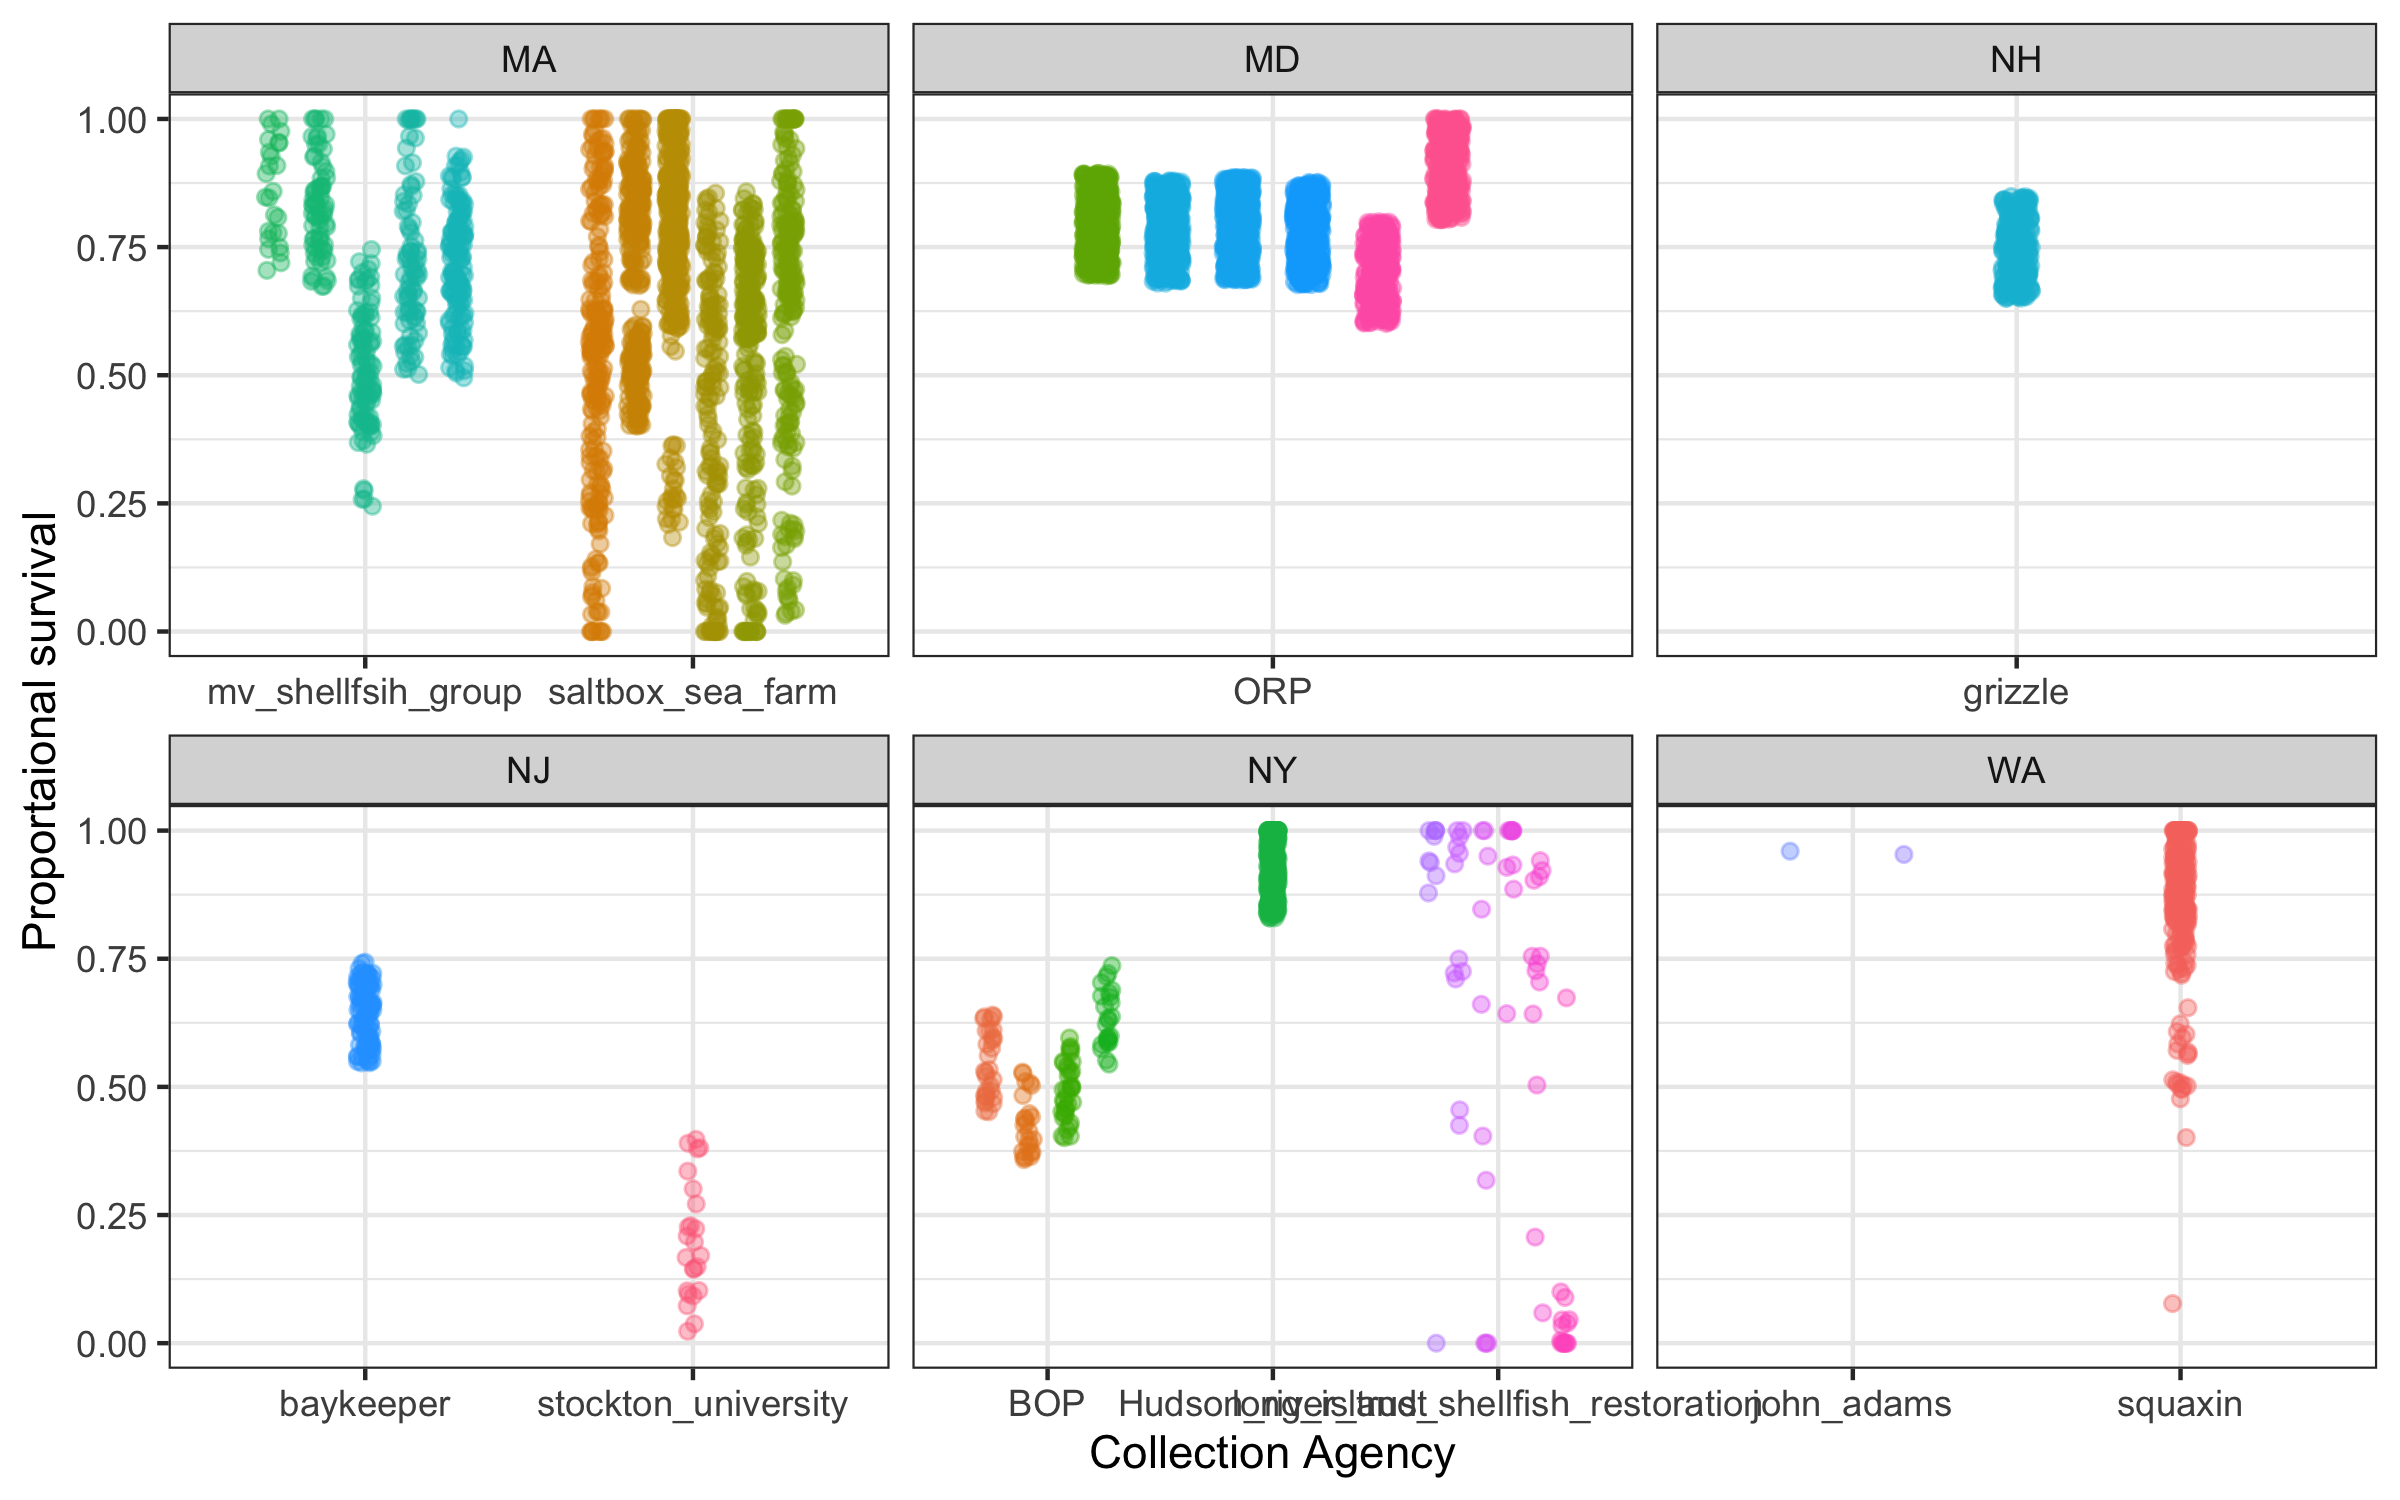 MA
MD
NH
1.00
0.75
0.50
0.25
0.00
mv_shellfsih_group
saltbox_sea_farm
ORP
grizzle
NJ
NY
WA
1.00
0.75
0.50
0.25
0.00
baykeeper
stockton_university
BOP
Hudson_river_trust
long_island_shellfish_restoration
john_adams
squaxin
Proportaional survival
Collection Agency